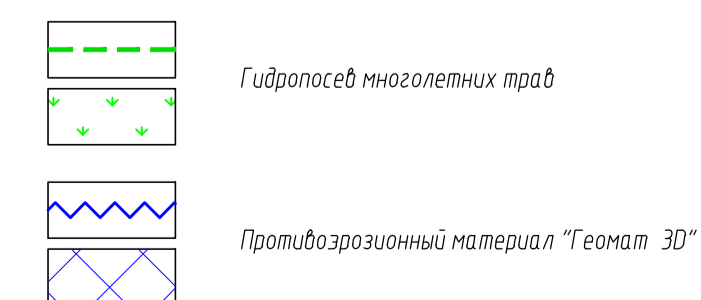 Гидропосев многолетних трав
Противоэрозионный материал "Геомат 3D"